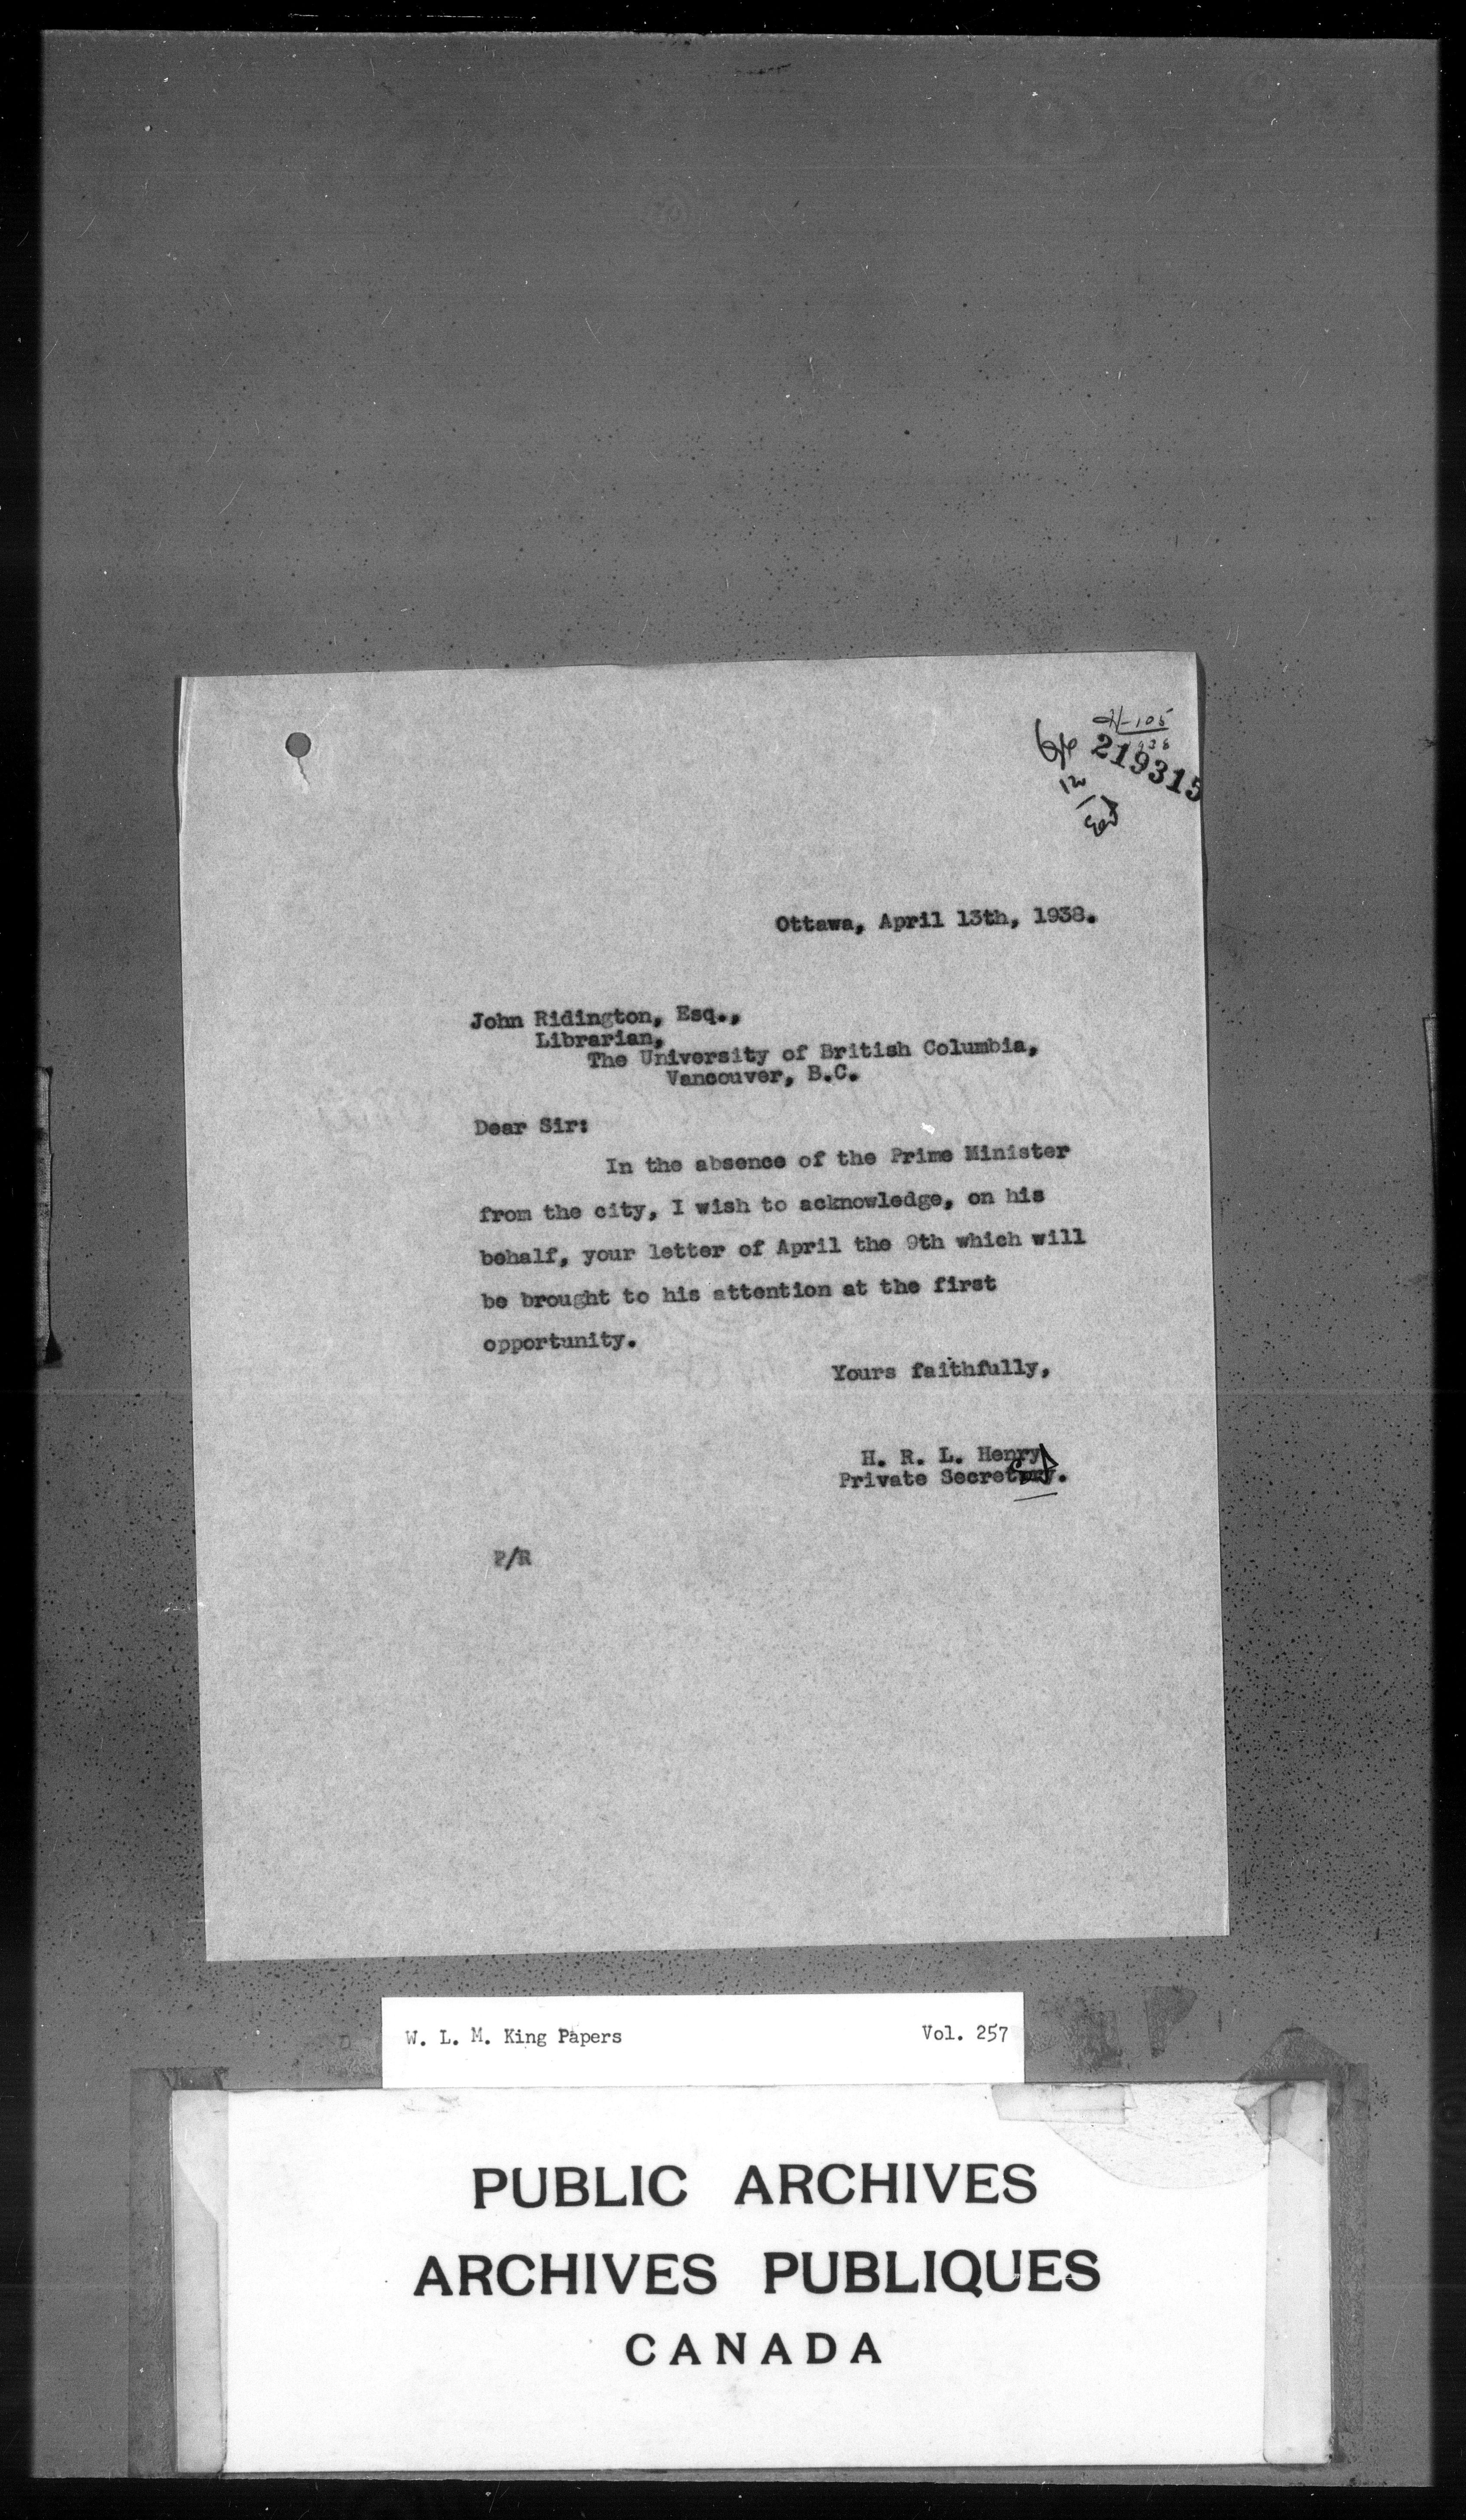 H-105
219315
Ottawa, April 13th, 1938.
John Ridington, Esq.,
Librarian,
The University of British Columbia,
Vancouver, B.C.
Dear Sir:
In the absence of the Prime Minister
from the city, I wish to acknowledge, on his
behalf, your letter of April the 9th which will
be brought to his attention at the first
opportunity.
Yours faithfully,
H. R. L. Henry
Private Secretary.
P/R
W. L. M. King Papers Vol. 257
PUBLIC ARCHIVES
ARCHIVES PUBLIQUES
CANADA